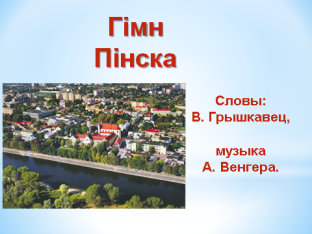 Гімн
Пінска
Словы:
В. Грышкавец,
музыка
А. Венгера.